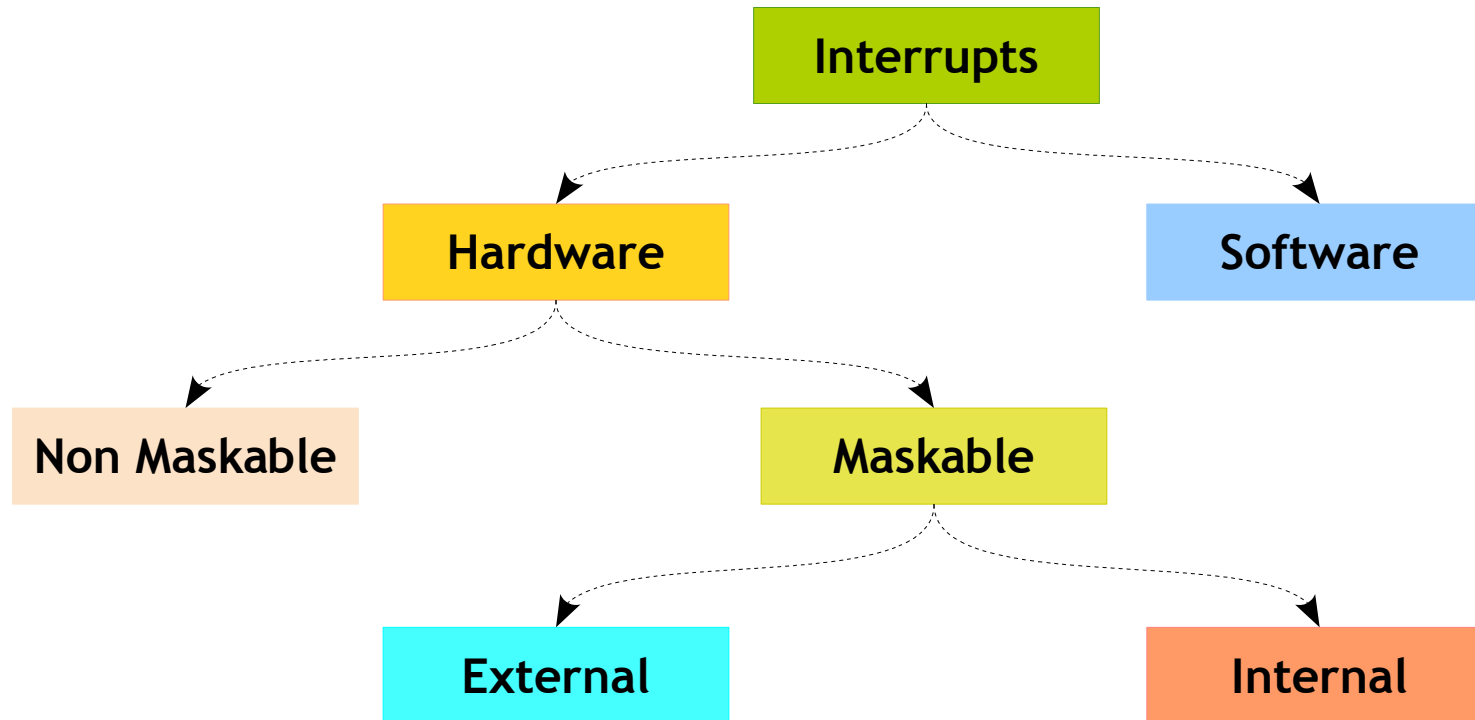 Interrupts
Hardware
Software
Non Maskable
Maskable
External
Internal